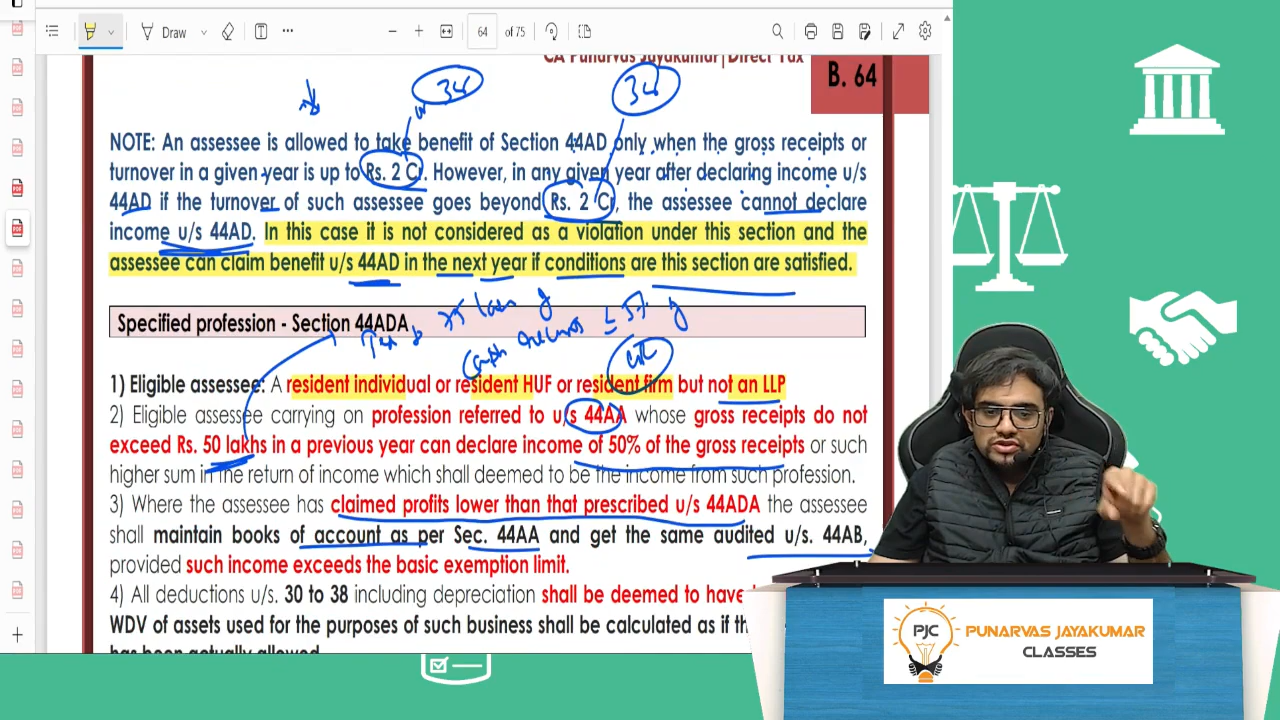 Draw
64 of 75
CA Punarvas Jayakumar|Direct Tax
B. 64
3cr
3cr
NOTE: An assessee is allowed to take benefit of Section 44AD only when the gross receipts or
turnover in a given year is up to Rs. 2 Cr. However, in any given year after declaring income u/s
44AD if the turnover of such assessee goes beyond Rs. 2 Cr, the assessee cannot declare
income u/s 44AD. In this case it is not considered as a violation under this section and the
assessee can claim benefit u/s 44AD in the next year if conditions are this section are satisfied.
Specified profession - Section 44ADA
75 lacs if
Cash receipts ≤ 5% of
1) Eligible assessee: A resident individual or resident HUF or resident firm but not an LLP
2) Eligible assessee carrying on profession referred to u/s 44AA whose gross receipts do not
exceed Rs. 50 lakhs in a previous year can declare income of 50% of the gross receipts or such
higher sum in the return of income which shall deemed to be the income from such profession.
3) Where the assessee has claimed profits lower than that prescribed u/s 44ADA the assessee
shall maintain books of account as per Sec. 44AA and get the same audited u/s. 44AB,
provided such income exceeds the basic exemption limit.
4) All deductions u/s. 30 to 38 including depreciation shall be deemed to have
WDV of assets used for the purposes of such business shall be calculated as if th
has been actually allowed.
PJC
PUNARVAS JAYAKUMAR
CLASSES